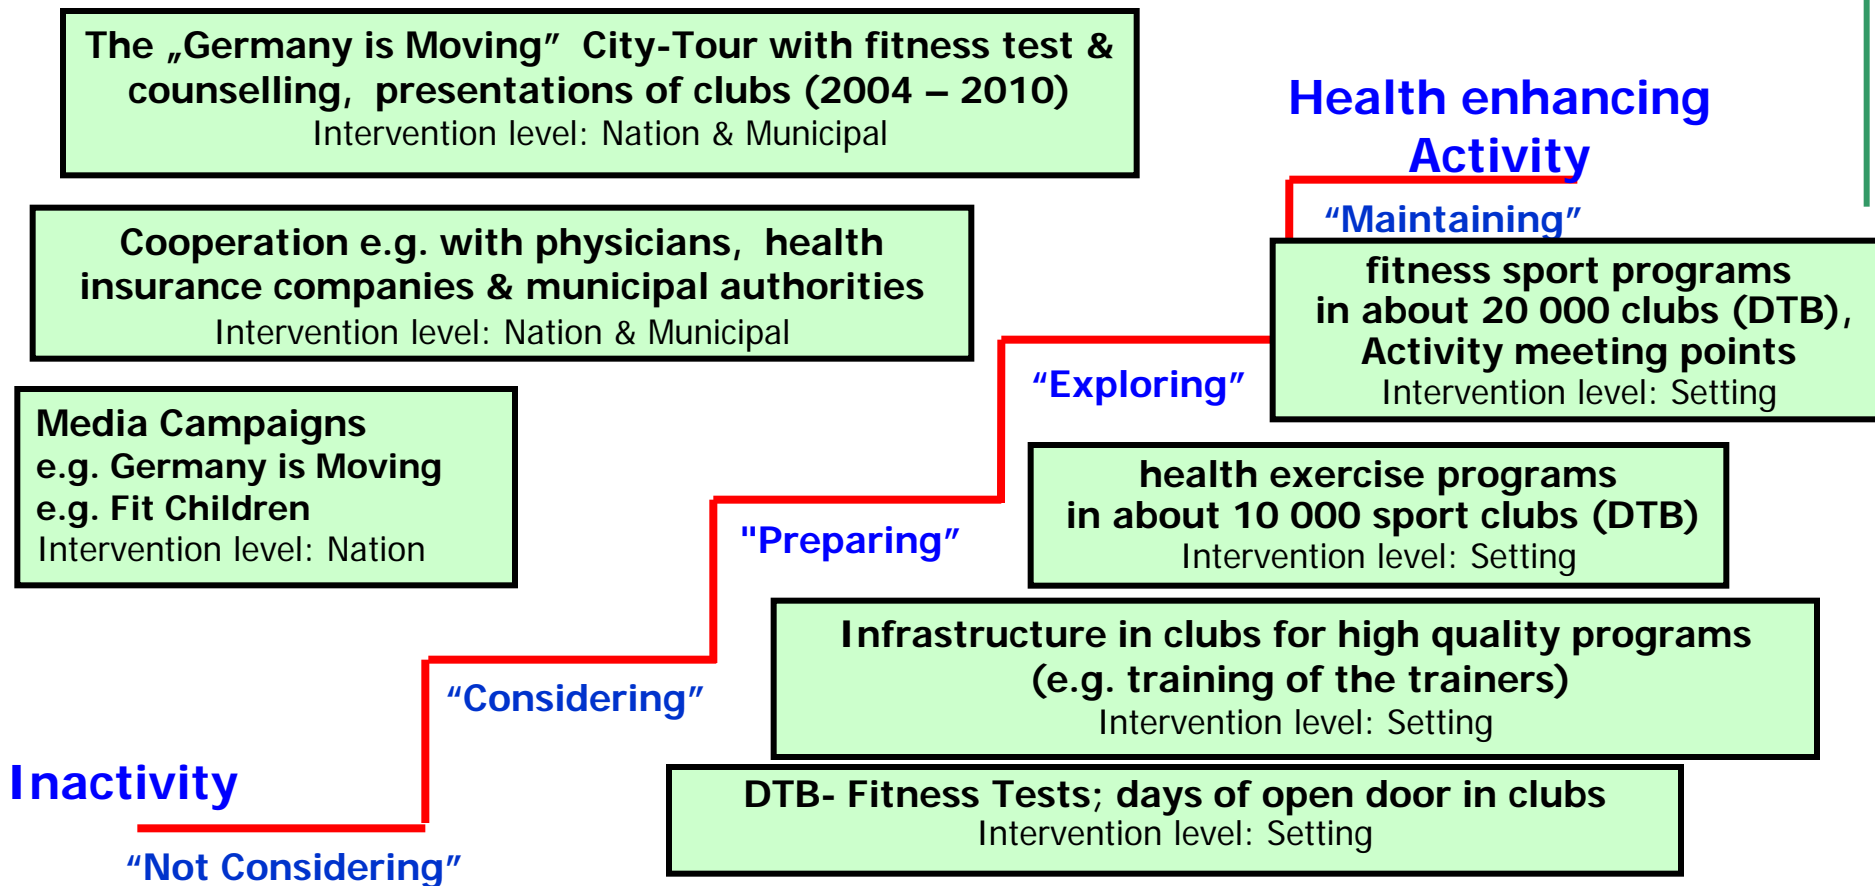 The „Germany is Moving” City-Tour with fitness test &
counselling, presentations of clubs (2004 – 2010)
Intervention level: Nation & Municipal
Health enhancing
Activity
“Maintaining”
Cooperation e.g. with physicians, health
insurance companies & municipal authorities
Intervention level: Nation & Municipal
fitness sport programs
in about 20 000 clubs (DTB),
Activity meeting points
Intervention level: Setting
“Exploring”
Media Campaigns
e.g. Germany is Moving
e.g. Fit Children
Intervention level: Nation
health exercise programs
in about 10 000 sport clubs (DTB)
Intervention level: Setting
"Preparing”
Infrastructure in clubs for high quality programs
(e.g. training of the trainers)
Intervention level: Setting
“Considering”
Inactivity
DTB- Fitness Tests; days of open door in clubs
Intervention level: Setting
“Not Considering”